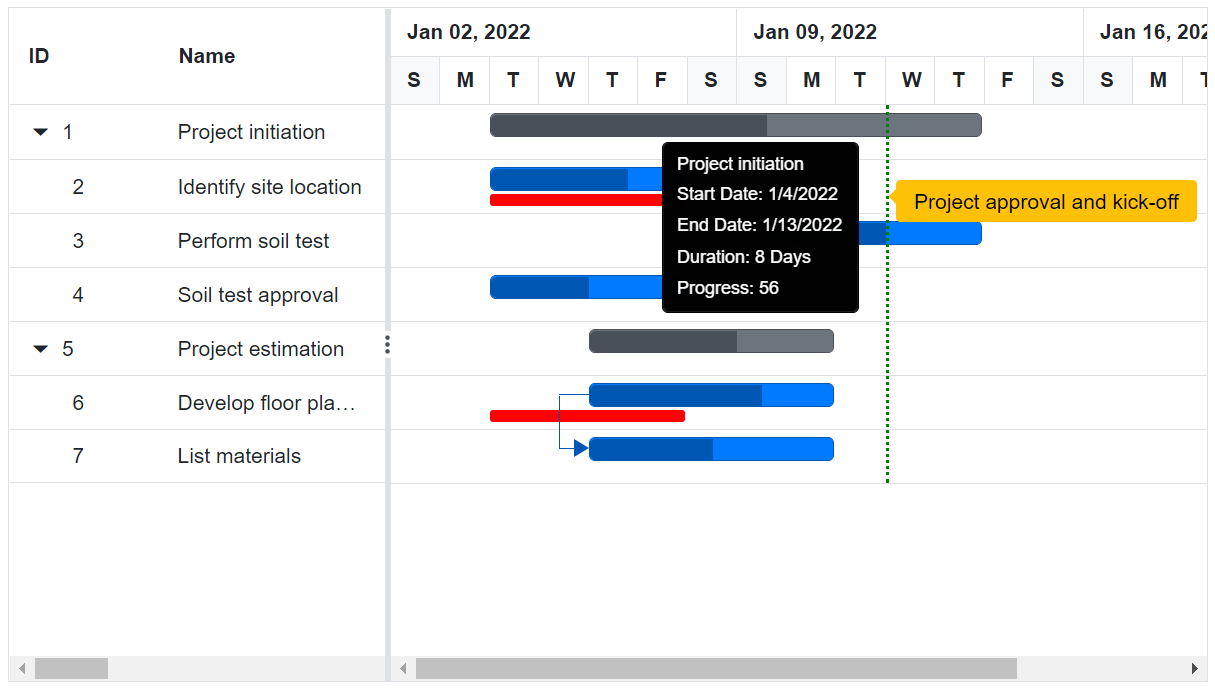 ID Name
Jan 02, 2022 Jan 09, 2022 Jan 16, 202
S M T W T F S S M T W T F S S M T
1 Project initiation
2 Identify site location
3 Perform soil test
4 Soil test approval
5 Project estimation
6 Develop floor pla…
7 List materials
Project initiation
Start Date: 1/4/2022
End Date: 1/13/2022
Duration: 8 Days
Progress: 56
Project approval and kick-off